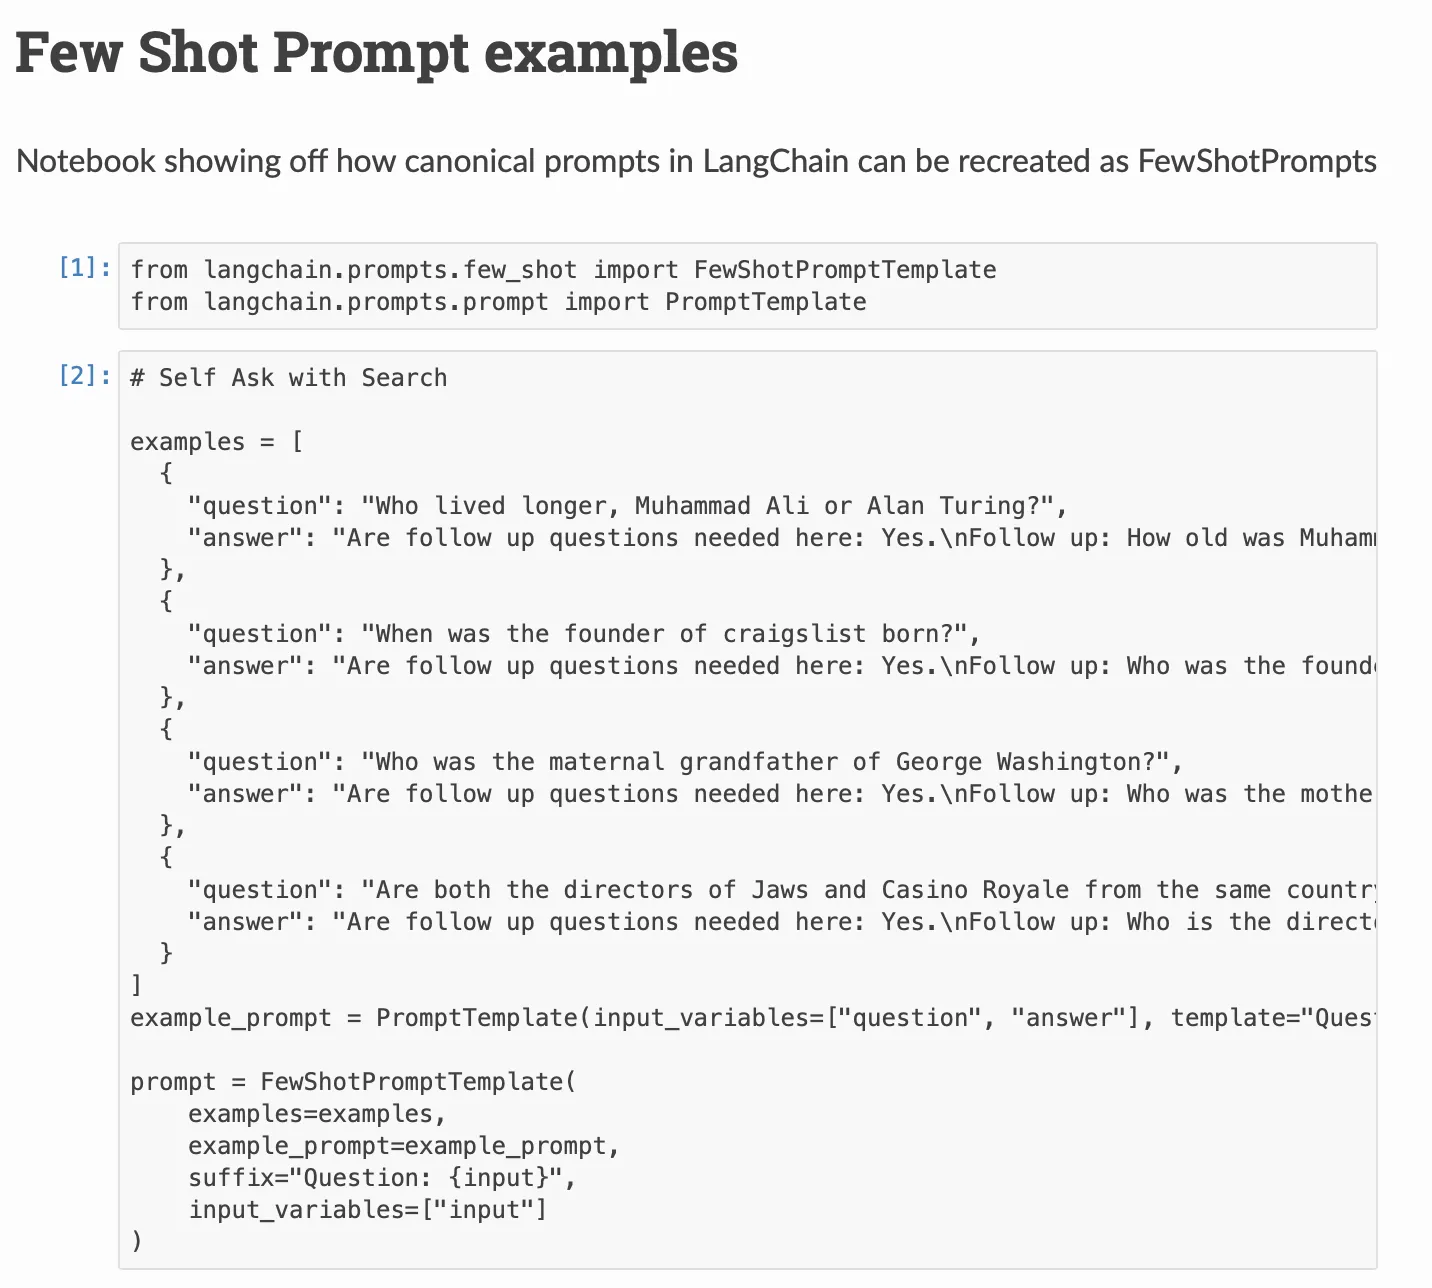 Few Shot Prompt examples
Notebook showing off how canonical prompts in LangChain can be recreated as FewShotPrompts
[1]: from langchain.prompts.few_shot import FewShotPromptTemplate
from langchain.prompts.prompt import PromptTemplate
[2]: # Self Ask with Search
examples = [
{
"question": "Who lived longer, Muhammad Ali or Alan Turing?",
"answer": "Are follow up questions needed here: Yes.\nFollow up: How old was
},
{
"question": "When was the founder of craigslist born?",
"answer": "Are follow up questions needed here: Yes.\nFollow up: Who was the
},
{
"question": "Who was the maternal grandfather of George Washington?",
"answer": "Are follow up questions needed here: Yes.\nFollow up: Who was the mothe
},
{
"question": "Are both the directors of Jaws and Casino Royale from the same
"answer": "Are follow up questions needed here: Yes.\nFollow up: Who is the
}
]
example_prompt = PromptTemplate(input_variables=["question", "answer"], template="Ques
prompt = FewShotPromptTemplate(
examples=examples,
example_prompt=example_prompt,
suffix="Question: {input}",
input_variables=["input"]
)